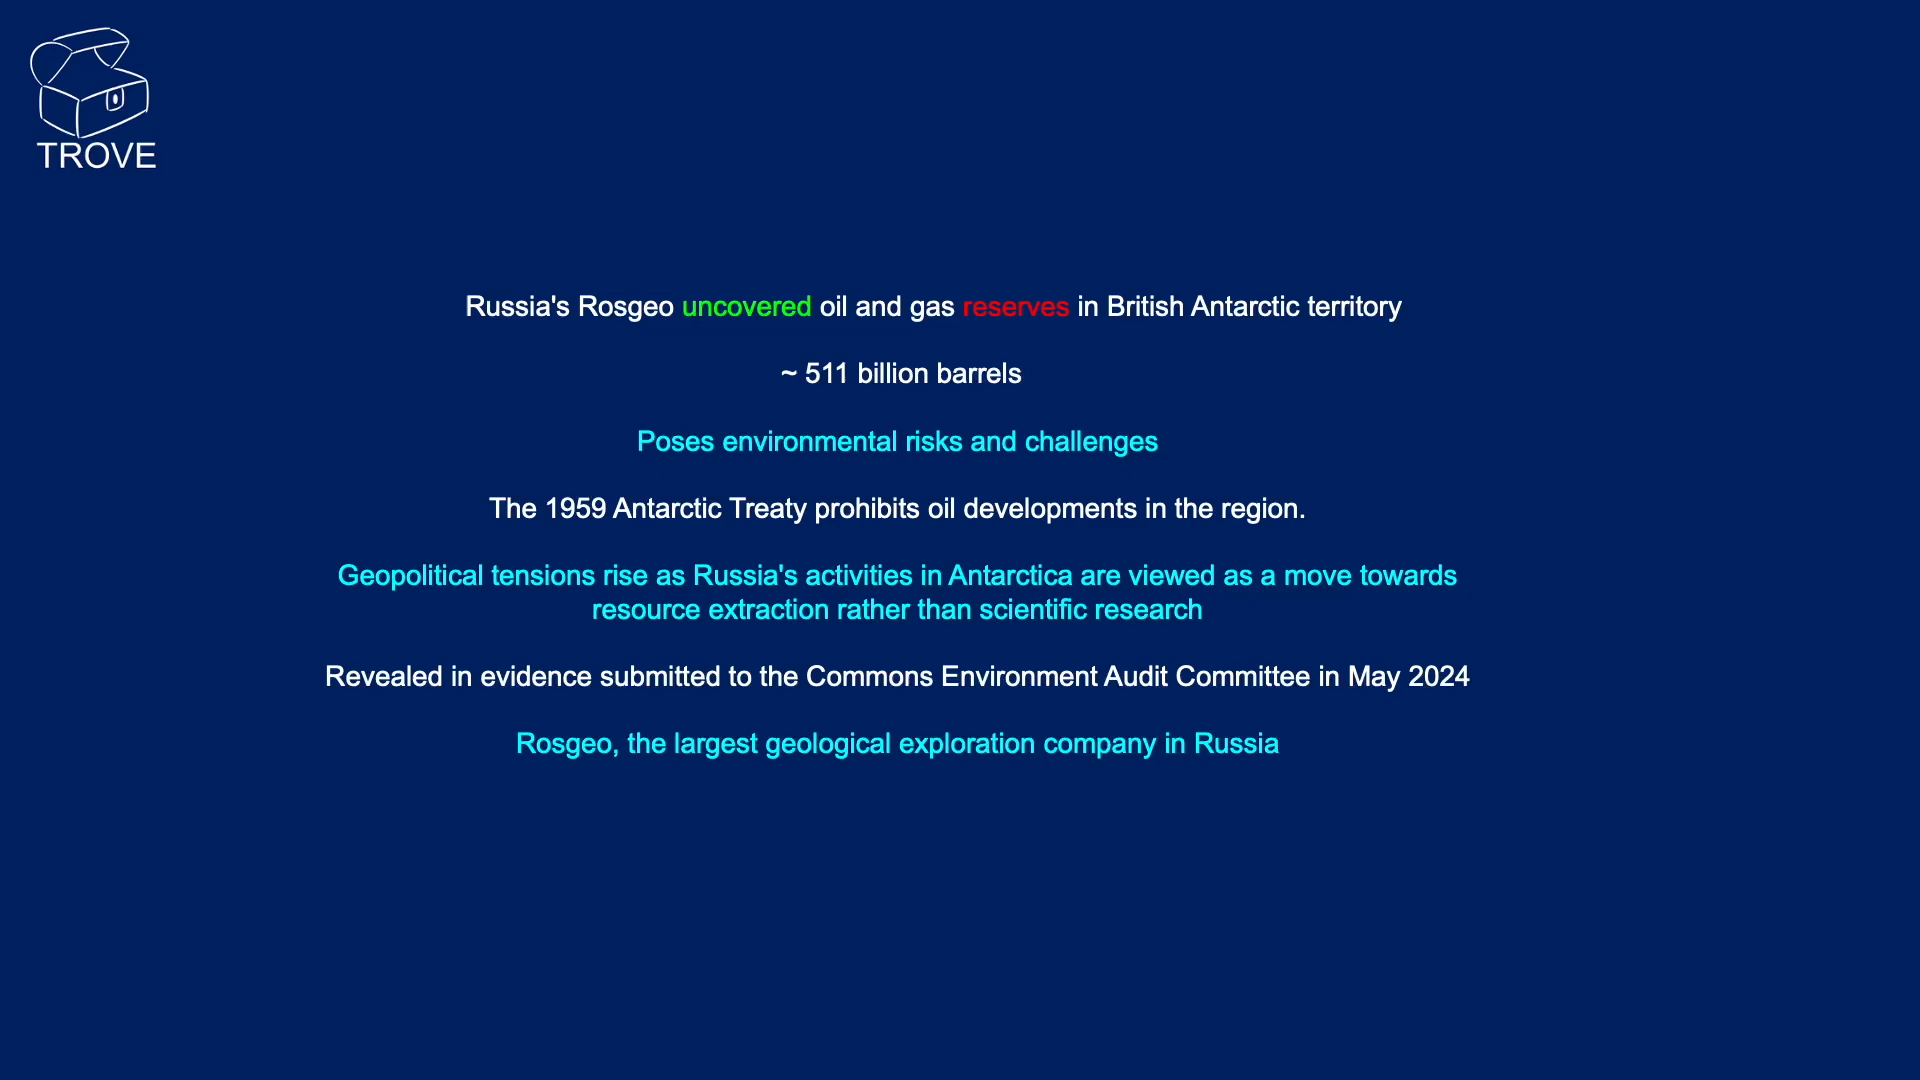 TROVE
Russia's Rosgeo uncovered oil and gas reserves in British Antarctic territory
~ 511 billion barrels
Poses environmental risks and challenges
The 1959 Antarctic Treaty prohibits oil developments in the region.
Geopolitical tensions rise as Russia's activities in Antarctica are viewed as a move towards
resource extraction rather than scientific research
Revealed in evidence submitted to the Commons Environment Audit Committee in May 2024
Rosgeo, the largest geological exploration company in Russia